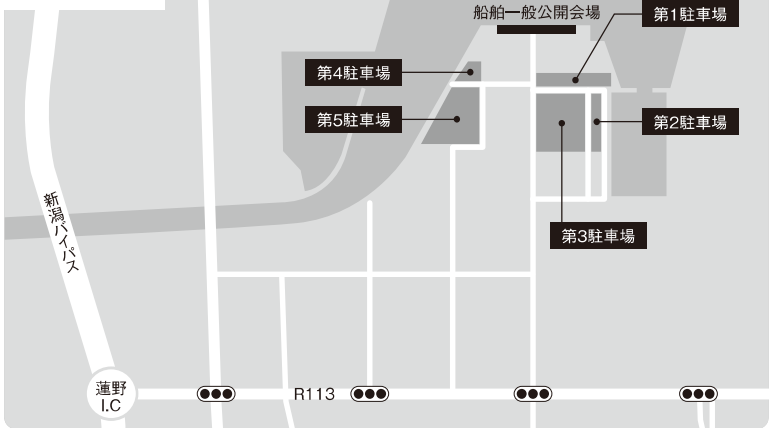 船舶一般公開会場
第1駐車場
第4駐車場
第5駐車場
第2駐車場
第3駐車場
新潟バイパス
蓮野
I.C
R113